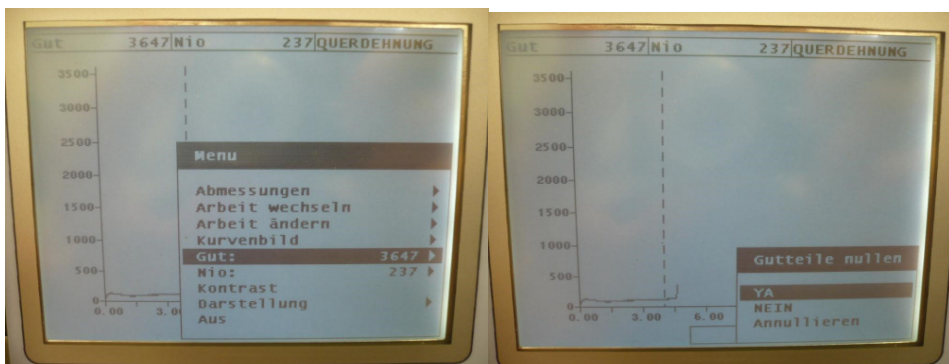 Gut 3647 Nio 237 QUERDEHNUNG
3500
3000
2500
2000
1500
1000
500
0
0.00 3.0
Menu
Abmessungen
Arbeit wechseln
Arbeit ändern
Kurvenbild
Gut: 3647
Nio: 237
Kontrast
Darstellung
Aus
Gut 3647 Nio 237 QUERDEHNUNG
3500
3000
2500
2000
1500
1000
500
0
0.00 3.00 6.00
Gutteile nullen
YA
NEIN
Annullieren